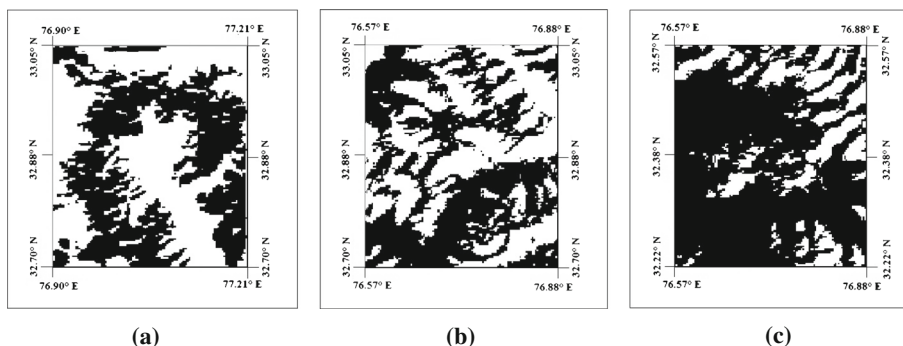 76.90° E 77.21° E
33.05° N 33.05° N
32.88° N 32.88° N
32.70° N 32.70° N
76.90° E 77.21° E
(a)
76.57° E 76.88° E
33.05° N 33.05° N
32.88° N 32.88° N
32.70° N 32.70° N
76.57° E 76.88° E
(b)
76.57° E 76.88° E
32.57° N 32.57° N
32.38° N 32.38° N
32.22° N 32.22° N
76.57° E 76.88° E
(c)